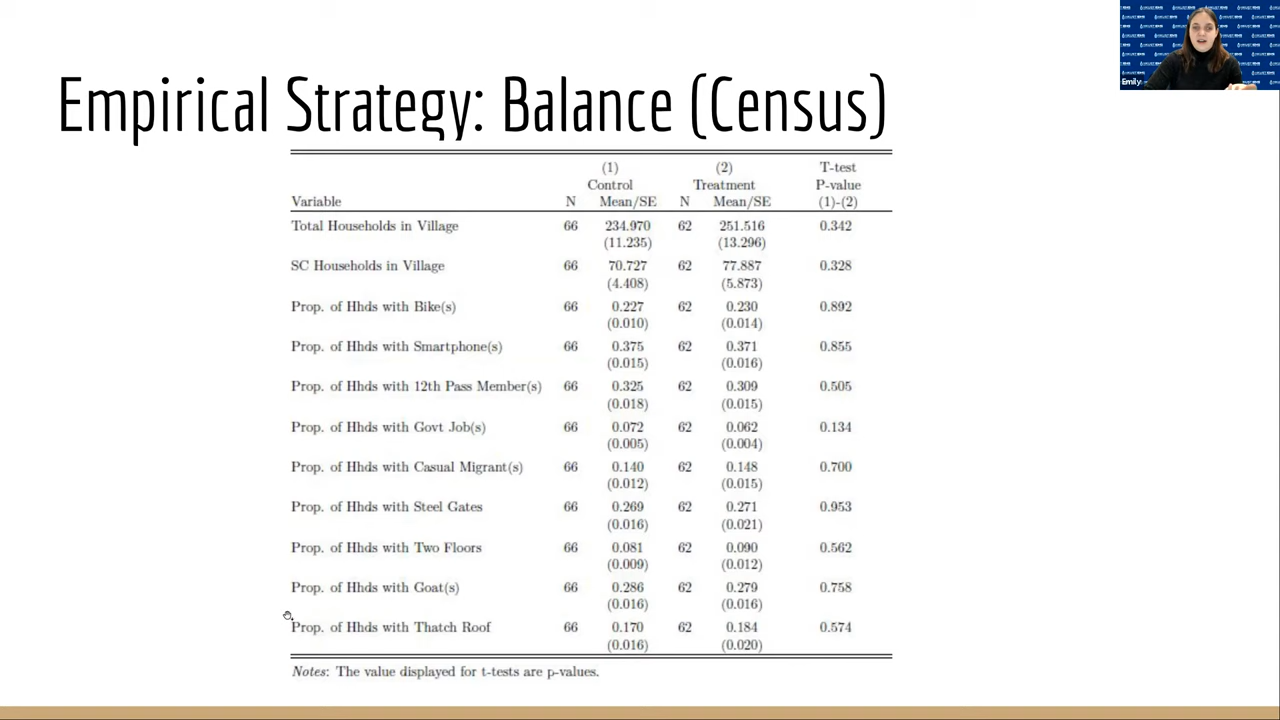 Empirical Strategy: Balance (Census)
Emily
(1) (2) T-test
Control Treatment P-value
Variable N Mean/SE N Mean/SE (1)-(2)
Total Households in Village 66 234.970 62 251.516 0.342
(11.235) (13.296)
SC Households in Village 66 70.727 62 77.887 0.328
(4.408) (5.873)
Prop. of Hhds with Bike(s) 66 0.227 62 0.230 0.892
(0.010) (0.014)
Prop. of Hhds with Smartphone(s) 66 0.375 62 0.371 0.855
(0.015) (0.016)
Prop. of Hhds with 12th Pass Member(s) 66 0.325 62 0.309 0.505
(0.018) (0.015)
Prop. of Hhds with Govt Job(s) 66 0.072 62 0.062 0.134
(0.005) (0.004)
Prop. of Hhds with Casual Migrant(s) 66 0.140 62 0.148 0.700
(0.012) (0.015)
Prop. of Hhds with Steel Gates 66 0.269 62 0.271 0.953
(0.016) (0.021)
Prop. of Hhds with Two Floors 66 0.081 62 0.090 0.562
(0.009) (0.012)
Prop. of Hhds with Goat(s) 66 0.286 62 0.279 0.758
(0.016) (0.016)
Prop. of Hhds with Thatch Roof 66 0.170 62 0.184 0.574
(0.016) (0.020)
Notes: The value displayed for t-tests are p-values.